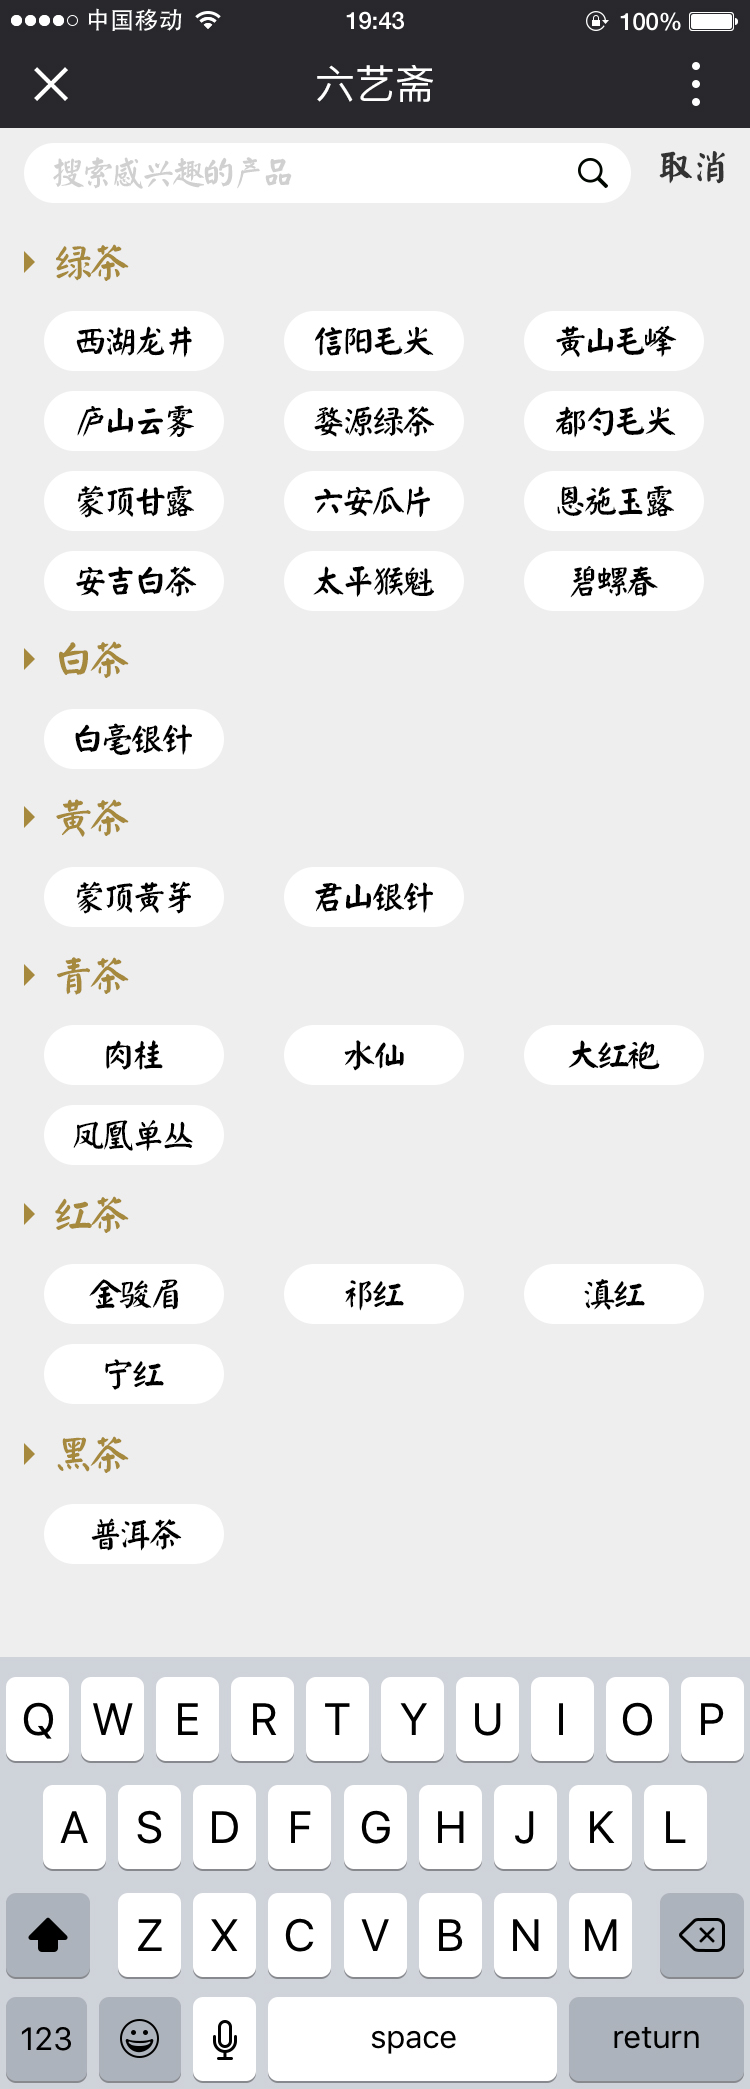 中国移动 19:43 100%
六艺斋
搜索感兴趣的产品 取消
绿茶
西湖龙井 信阳毛尖 黄山毛峰
庐山云雾 婺源绿茶 都匀毛尖
蒙顶甘露 六安瓜片 恩施玉露
安吉白茶 太平猴魁 碧螺春
白茶
白毫银针
黄茶
蒙顶黄芽 君山银针
青茶
肉桂 水仙 大红袍
凤凰单丛
红茶
金骏眉 祁红 滇红
宁红
黑茶
普洱茶
Q W E R T Y U I O P
A S D F G H J K L
Z X C V B N M
123 space return